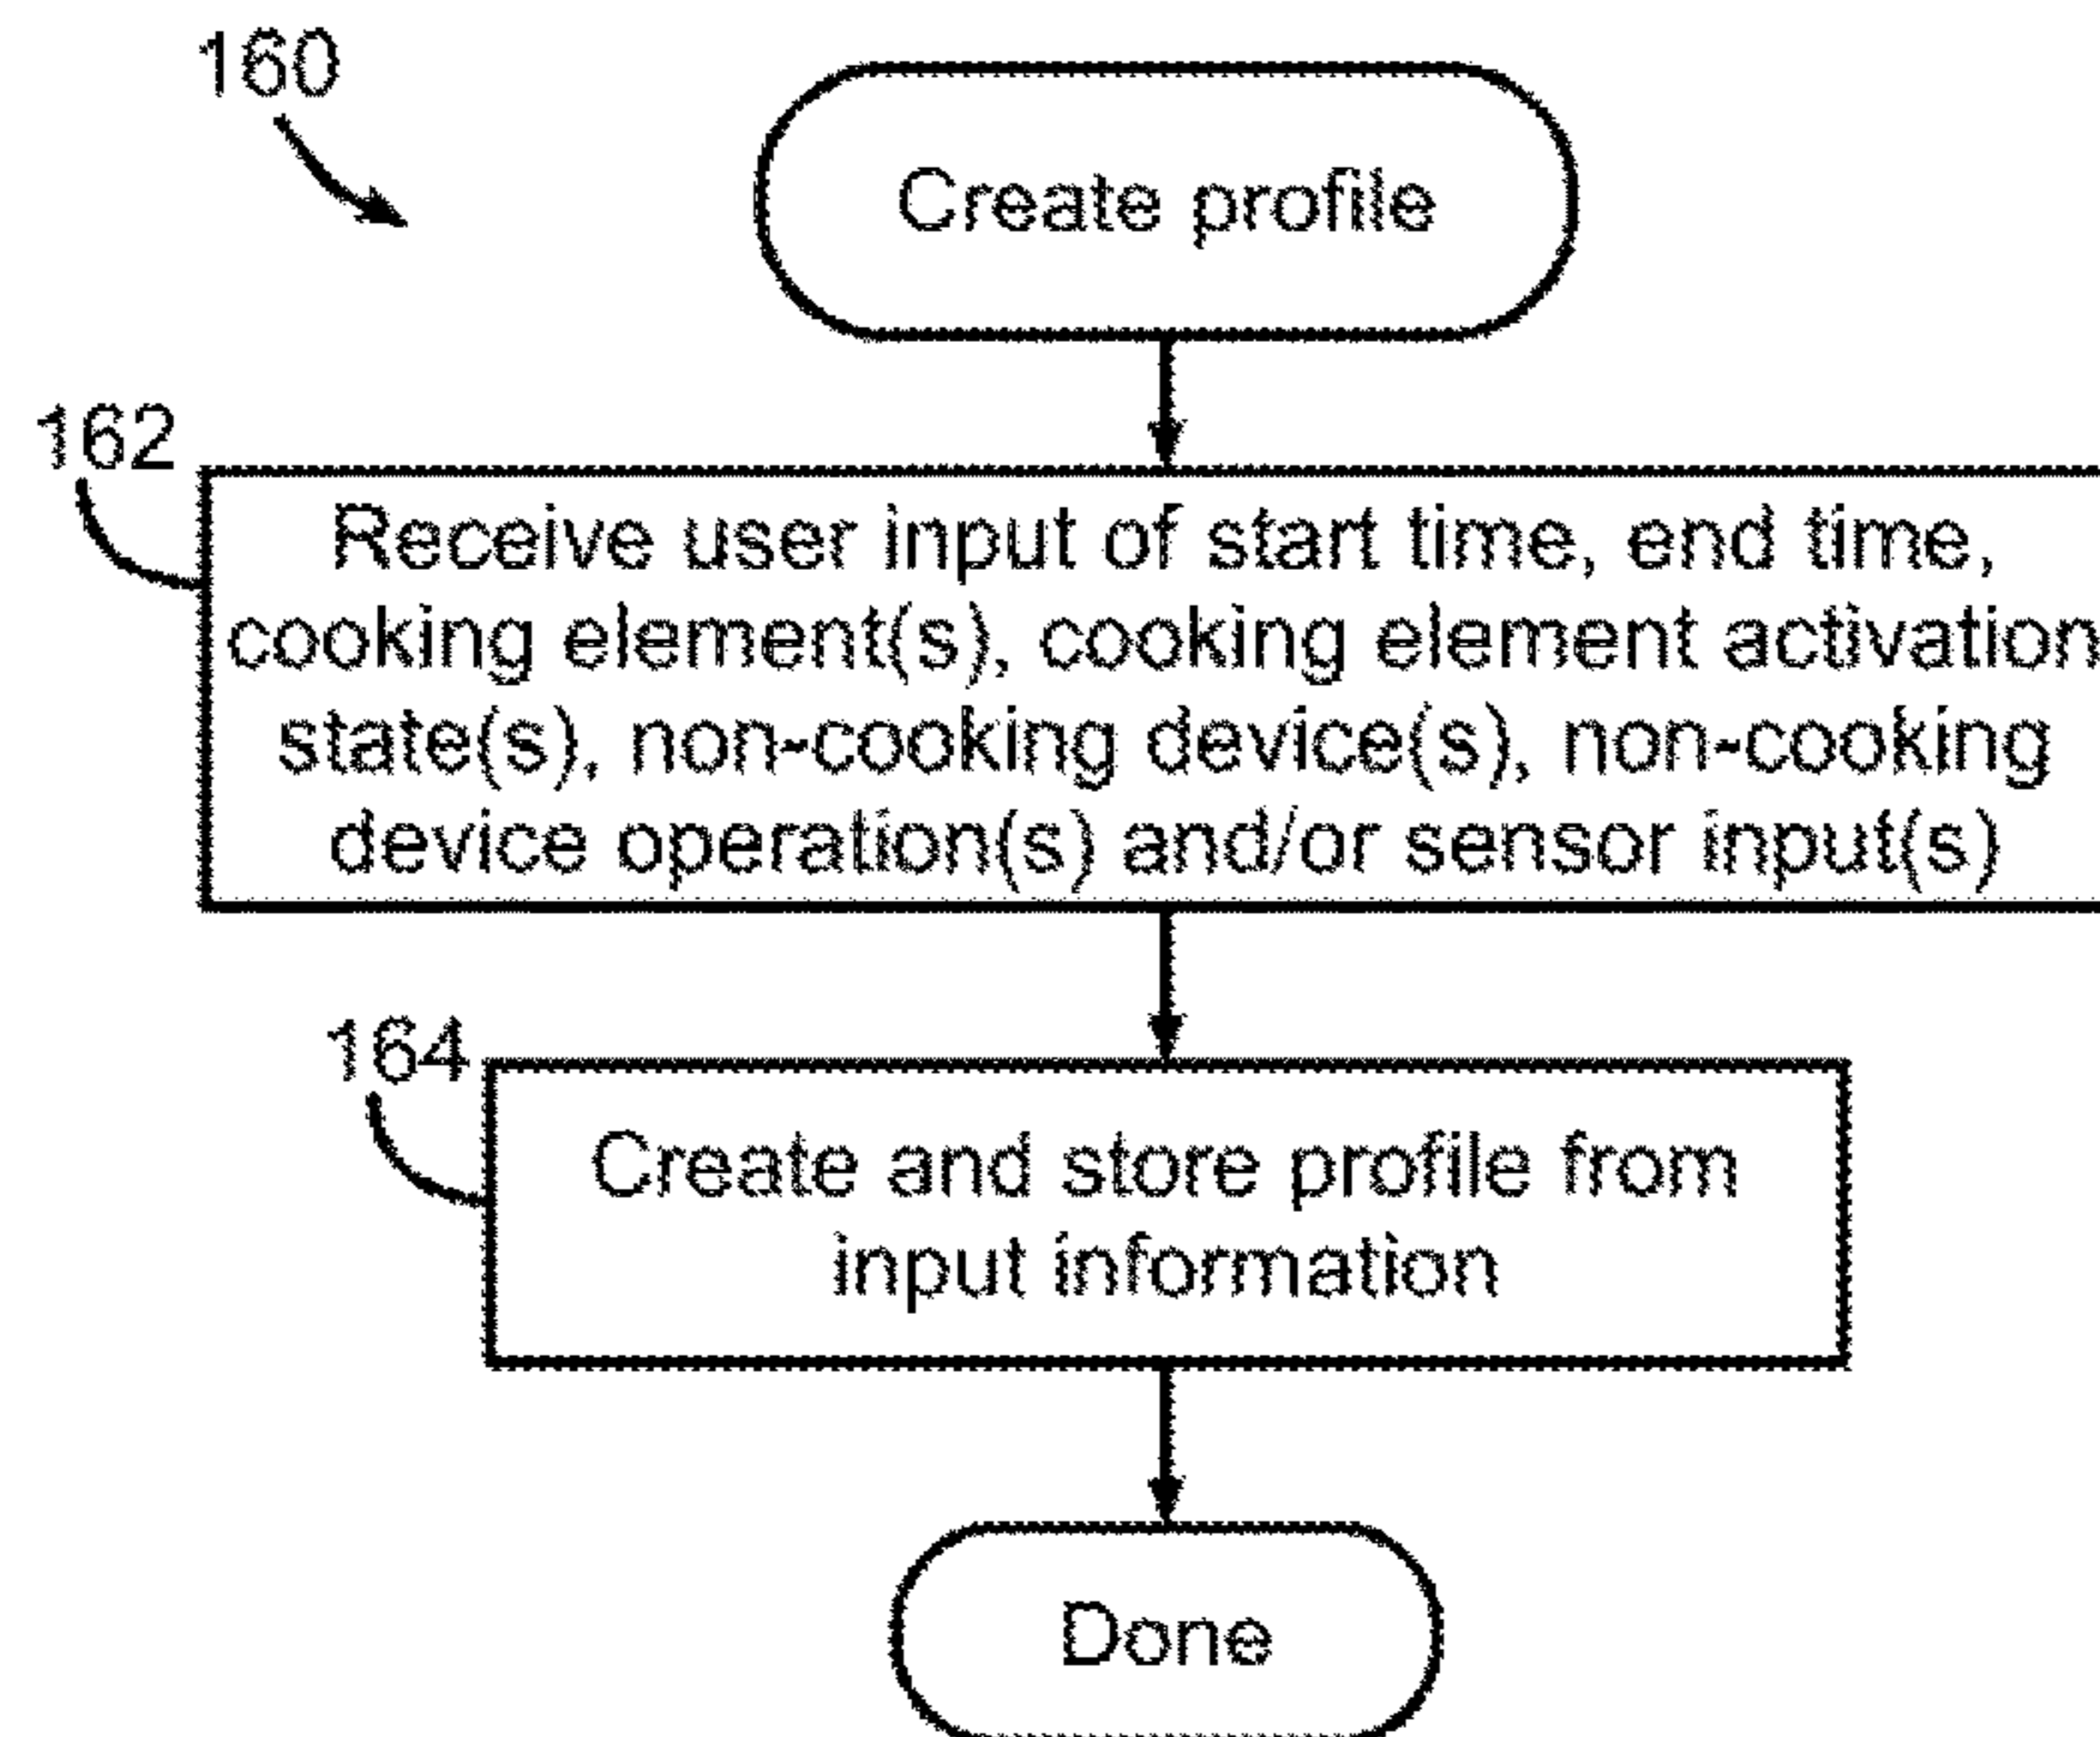 160
Create profile
162
Receive user input of start time, end time,
cooking element(s), cooking element activation
state(s), non-cooking device(s), non-cooking
device operation(s) and/or sensor input(s)
164
Create and store profile from
input information
Done